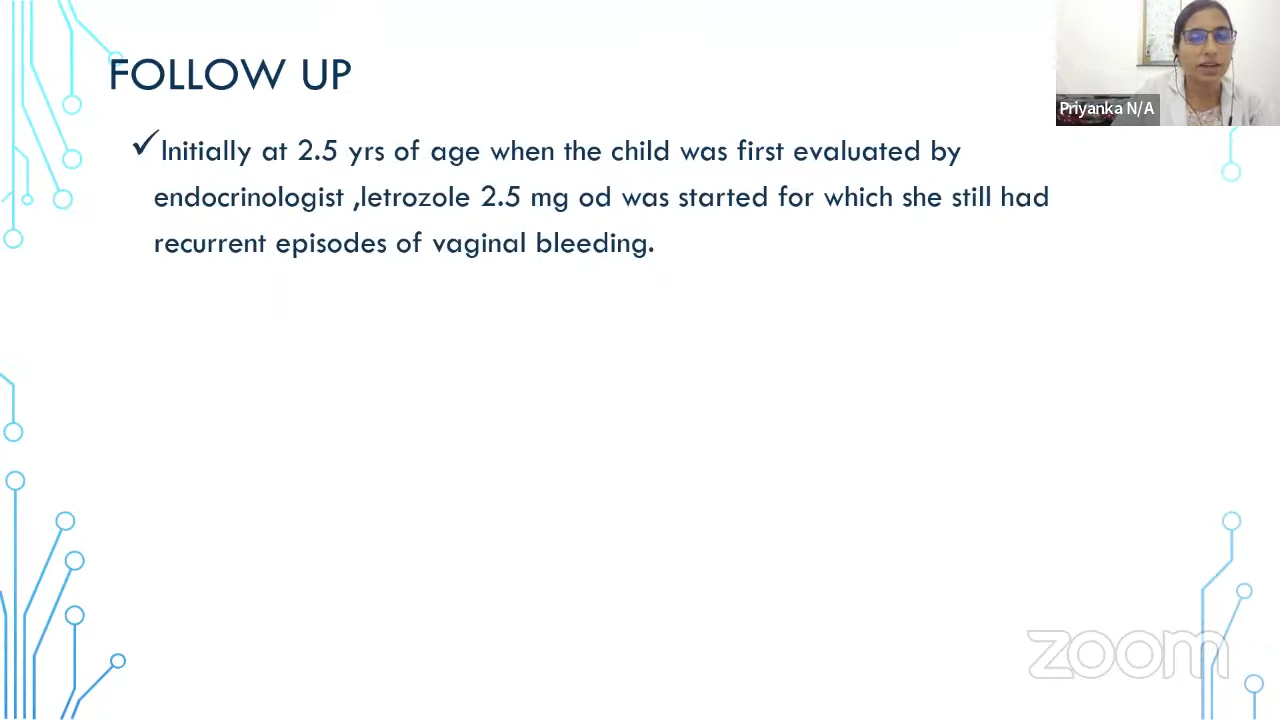 FOLLOW UP
Priyanka N/A
✓Initially at 2.5 yrs of age when the child was first evaluated by
endocrinologist ,letrozole 2.5 mg od was started for which she still had
recurrent episodes of vaginal bleeding.
zoom